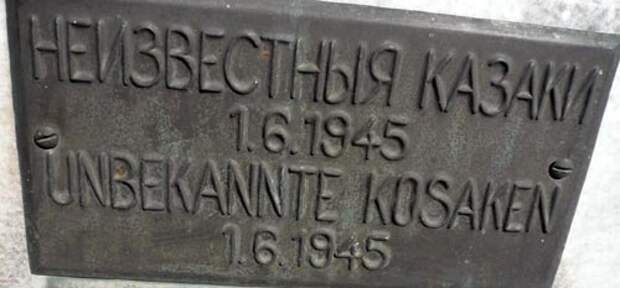 НЕИЗВЕСТНЫЯ КАЗАКИ
1.6.1945
UNBEKANNTE KOSAKEN
1.6.1945